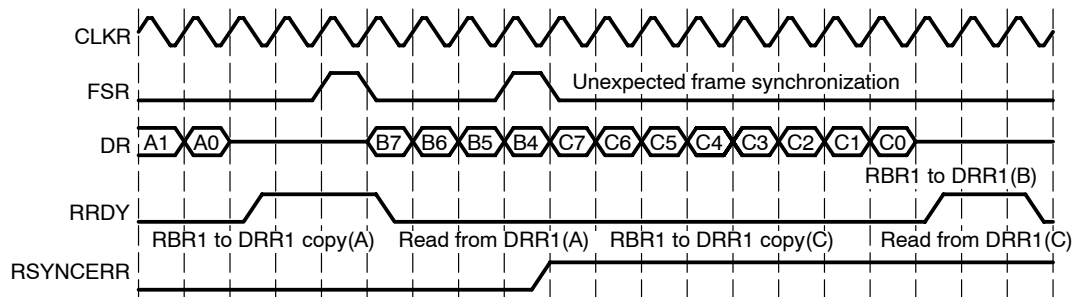 CLKR
FSR
Unexpected frame synchronization
DR A1 A0 B7 B6 B5 B4 C7 C6 C5 C4 C3 C2 C1 C0
RBR1 to DRR1(B)
RRDY
RBR1 to DRR1 copy(A) Read from DRR1(A) RBR1 to DRR1 copy(C) Read from DRR1(C)
RSYNCERR